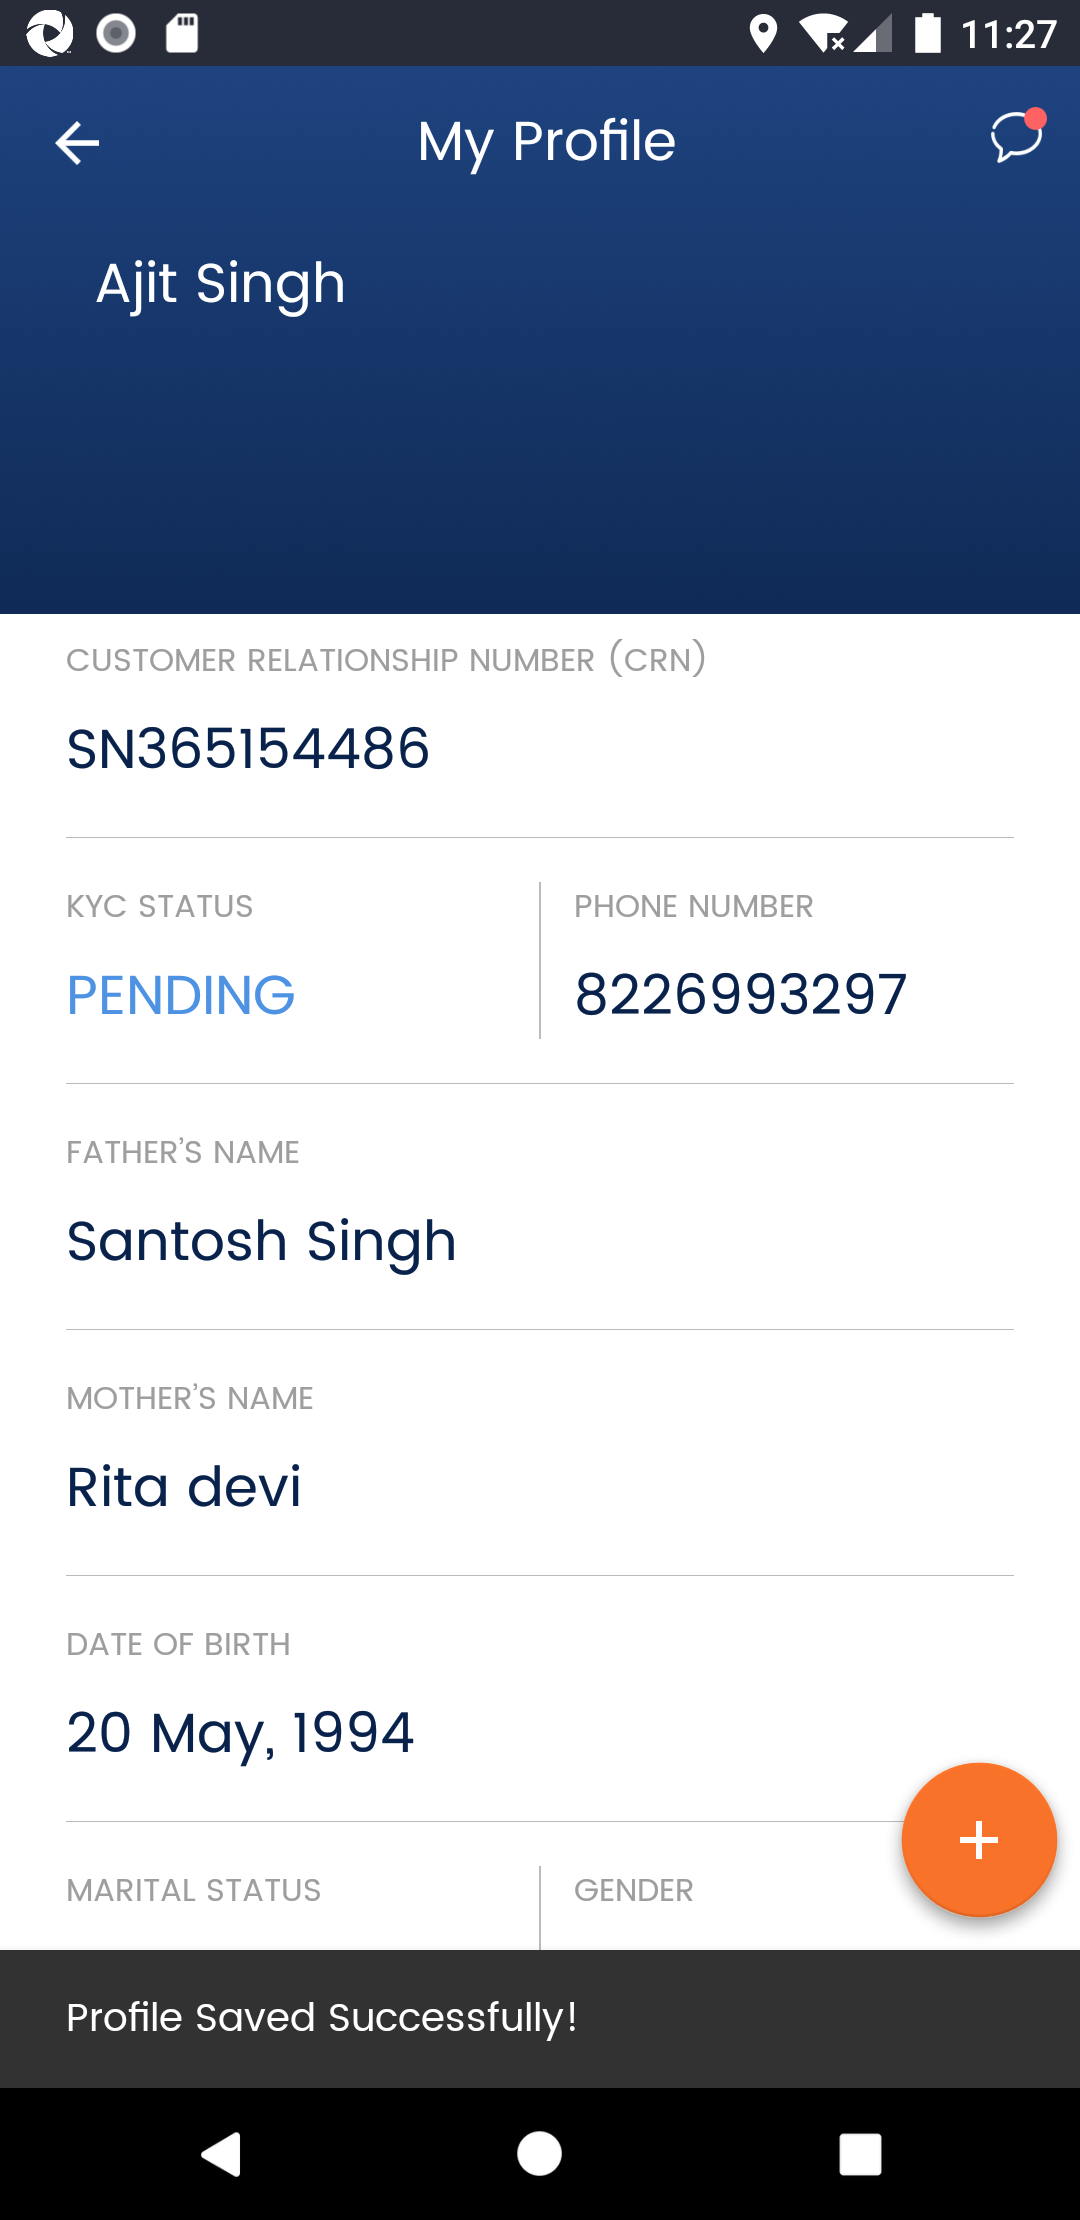 11:27
My Profile
Ajit Singh
CUSTOMER RELATIONSHIP NUMBER (CRN)
SN365154486
KYC STATUS
PHONE NUMBER
PENDING
8226993297
FATHER'S NAME
Santosh Singh
MOTHER'S NAME
Rita devi
DATE OF BIRTH
20 May, 1994
MARITAL STATUS
GENDER
Profile Saved Successfully!